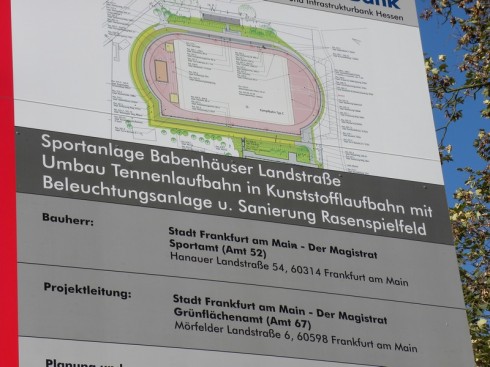 und Infrastrukturbank Hessen
Sportanlage Babenhäuser Landstraße
Umbau Tennenlaufbahn in Kunststofflaufbahn mit
Beleuchtungsanlage u. Sanierung Rasenspielfeld
Bauherr:
Stadt Frankfurt am Main - Der Magistrat
Sportamt (Amt 52)
Hanauer Landstraße 54, 60314 Frankfurt am Main
Projektleitung:
Stadt Frankfurt am Main - Der Magistrat
Grünflächenamt (Amt 67)
Mörfelder Landstraße 6, 60598 Frankfurt am Main
Planung und